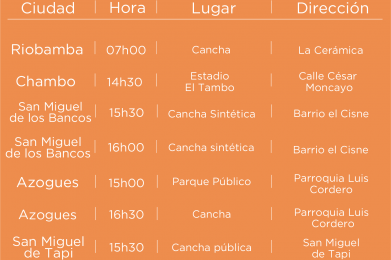 Ciudad Hora Lugar Dirección
Riobamba 07h00 Cancha La Cerámica
Chambo 14h30 Estadio El Tambo Calle César Moncayo
San Miguel de los Bancos 15h30 Cancha Sintética Barrio el Cisne
San Miguel de los Bancos 16h00 Cancha sintética Barrio el Cisne
Azogues 15h00 Parque Público Parroquia Luis Cordero
Azogues 16h30 Cancha Parroquia Luis Cordero
San Miguel de Tapi 15h30 Cancha pública San Miguel de Tapi